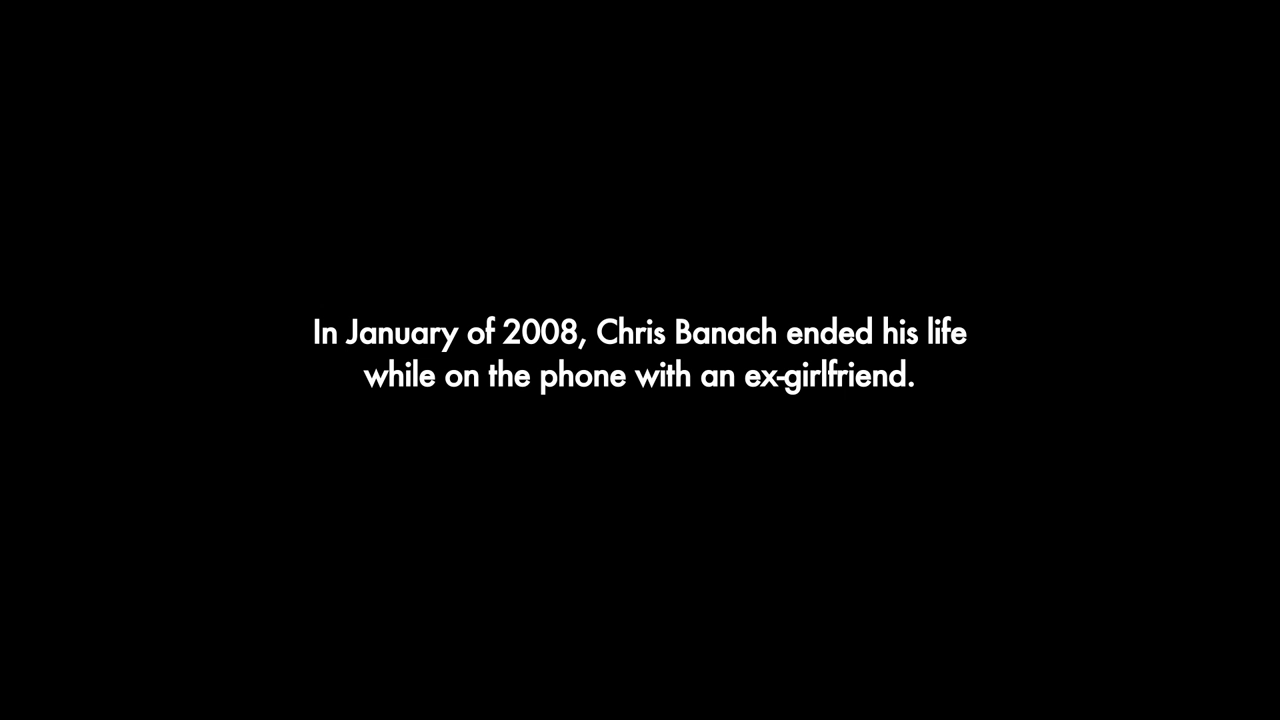 In January of 2008, Chris Banach ended his life
while on the phone with an ex-girlfriend.